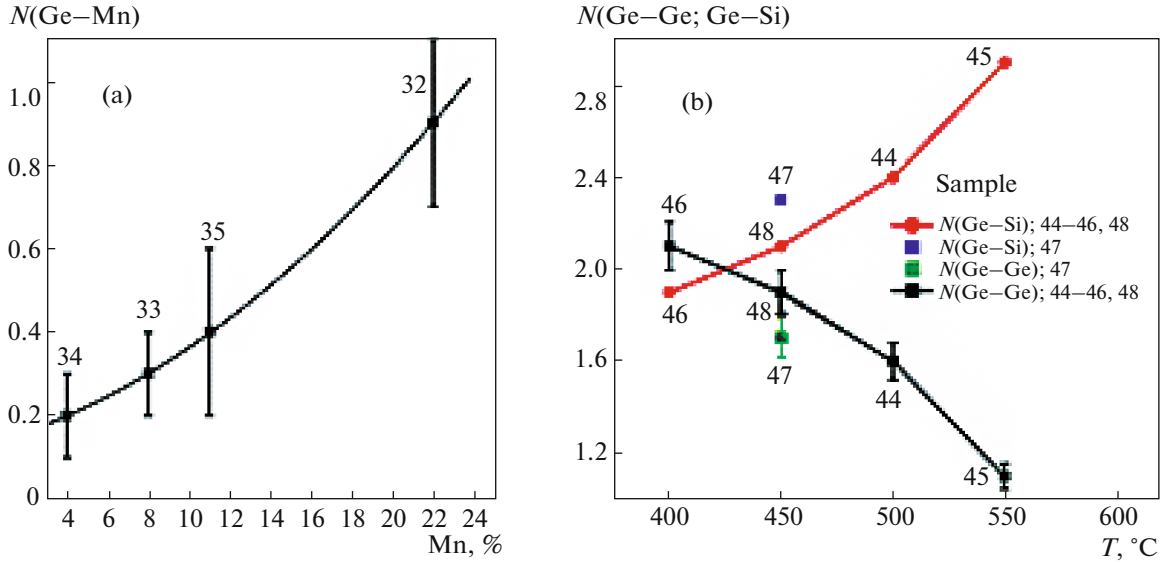 N(Ge–Mn)
1.0
0.8
0.6
0.4
0.2
0
(a)
34
33
35
32
4 6 8 10 12 14 16 18 20 22 24
Mn, %
N(Ge–Ge; Ge–Si)
2.8
2.4
2.0
1.6
1.2
(b)
45
44
47
46
48
46
48
47
44
45
Sample
N(Ge–Si); 44–46, 48
N(Ge–Si); 47
N(Ge–Ge); 47
N(Ge–Ge); 44–46, 48
400 450 500 550 600
T, °C